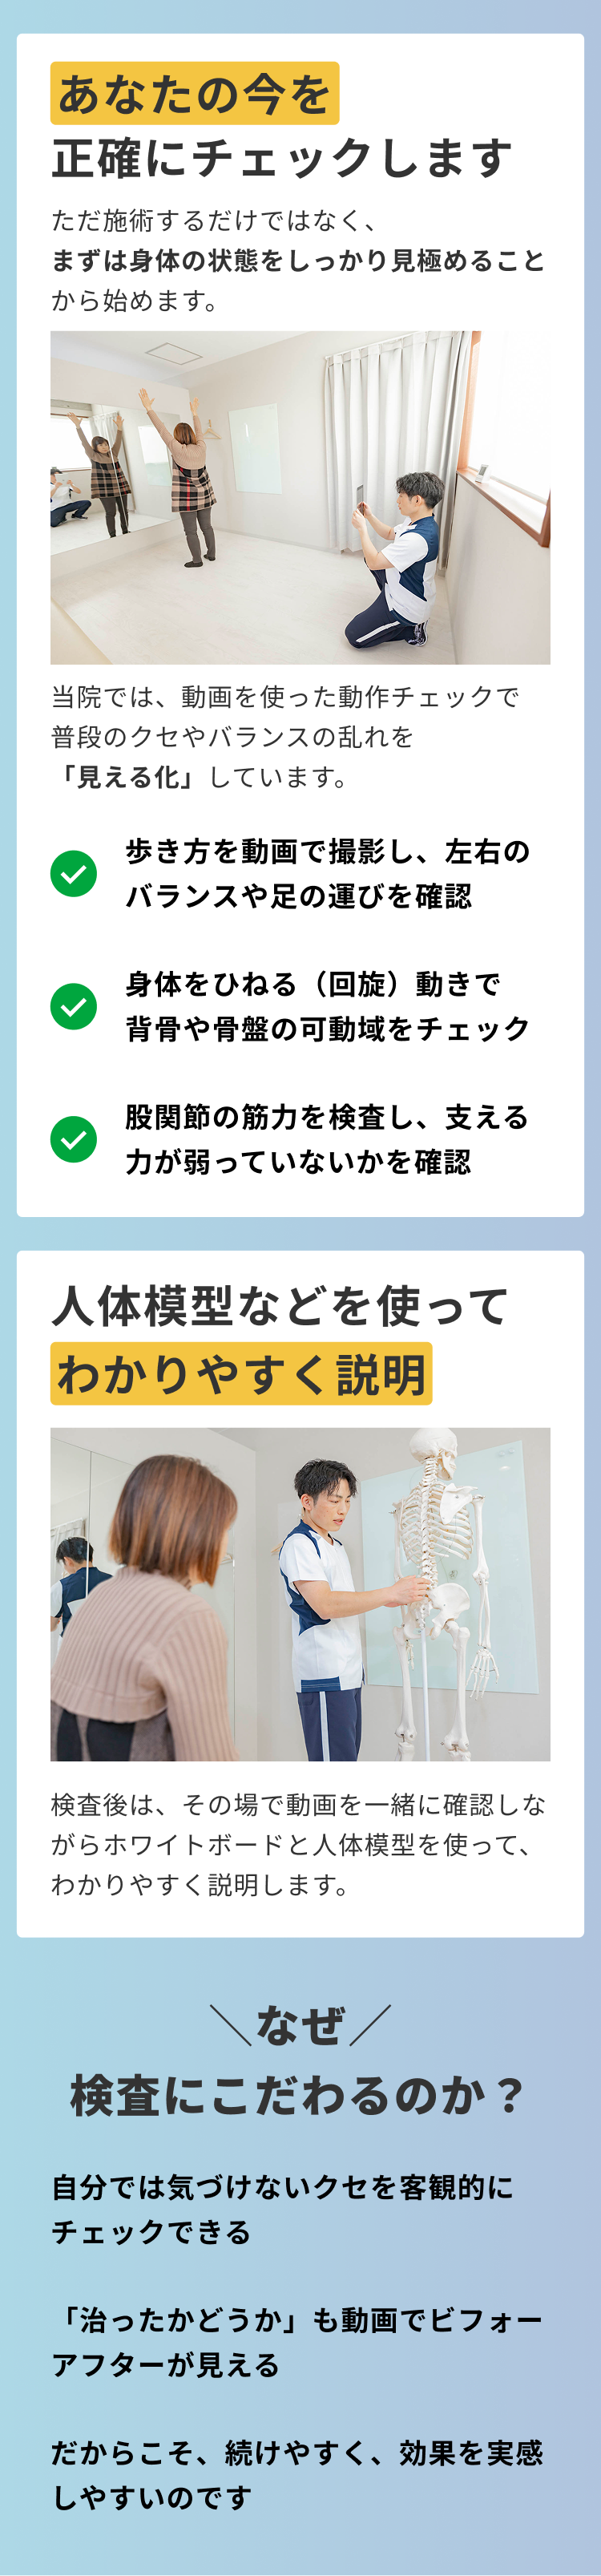 あなたの今を
正確にチェックします
ただ施術するだけではなく、
まずは身体の状態をしっかり見極めること
から始めます。
当院では、動画を使った動作チェックで
普段のクセやバランスの乱れを
「見える化」しています。
歩き方を動画で撮影し、左右の
バランスや足の運びを確認
身体をひねる（回旋）動きで
背骨や骨盤の可動域をチェック
股関節の筋力を検査し、支える
力が弱っていないかを確認
人体模型などを使って
わかりやすく説明
検査後は、その場で動画を一緒に確認しな
がらホワイトボードと人体模型を使って、
わかりやすく説明します。
＼なぜ／
検査にこだわるのか？
自分では気づけないクセを客観的に
チェックできる
「治ったかどうか」も動画でビフォー
アフターが見える
だからこそ、続けやすく、効果を実感
しやすいのです